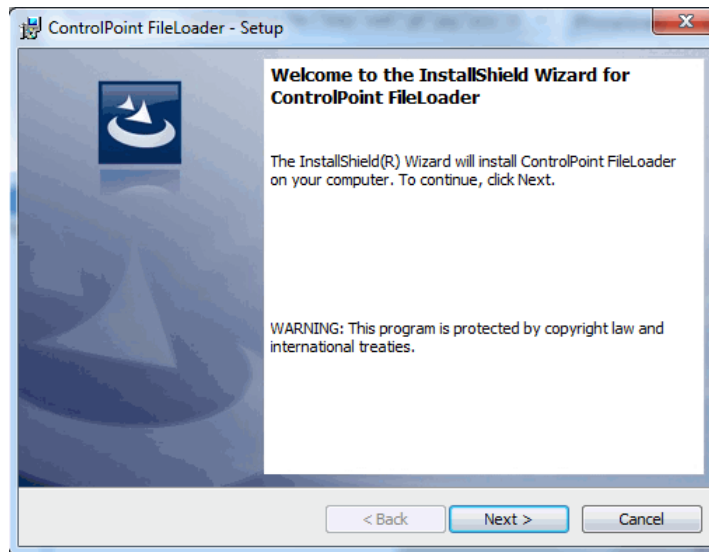 ControlPoint FileLoader - Setup
X
Welcome to the InstallShield Wizard for
ControlPoint FileLoader
The InstallShield(R) Wizard will install ControlPoint FileLoader
on your computer. To continue, click Next.
WARNING: This program is protected by copyright law and
international treaties.
< Back
Next >
Cancel